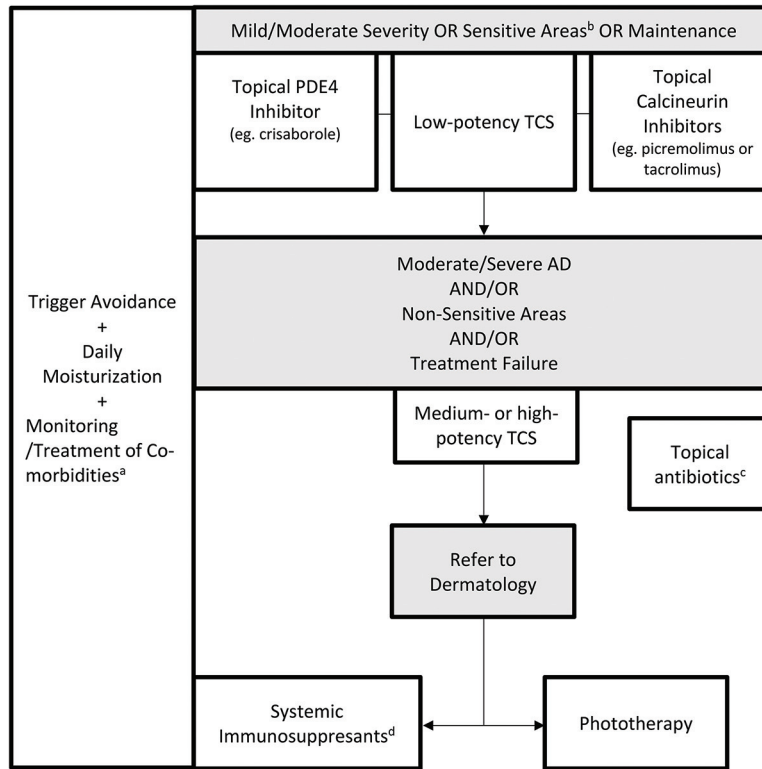 Mild/Moderate Severity OR Sensitive Areasᵇ OR Maintenance
Topical PDE4
Inhibitor
(eg. crisaborole)
Low-potency TCS
Topical
Calcineurin
Inhibitors
(eg. picremolimus or
tacrolimus)
Trigger Avoidance
+
Daily
Moisturization
+
Monitoring
/Treatment of Co-
morbiditiesᵃ
Moderate/Severe AD
AND/OR
Non-Sensitive Areas
AND/OR
Treatment Failure
Medium- or high-
potency TCS
Topical
antibioticsᶜ
Refer to
Dermatology
Systemic
Immunosuppresantsᵈ
Phototherapy